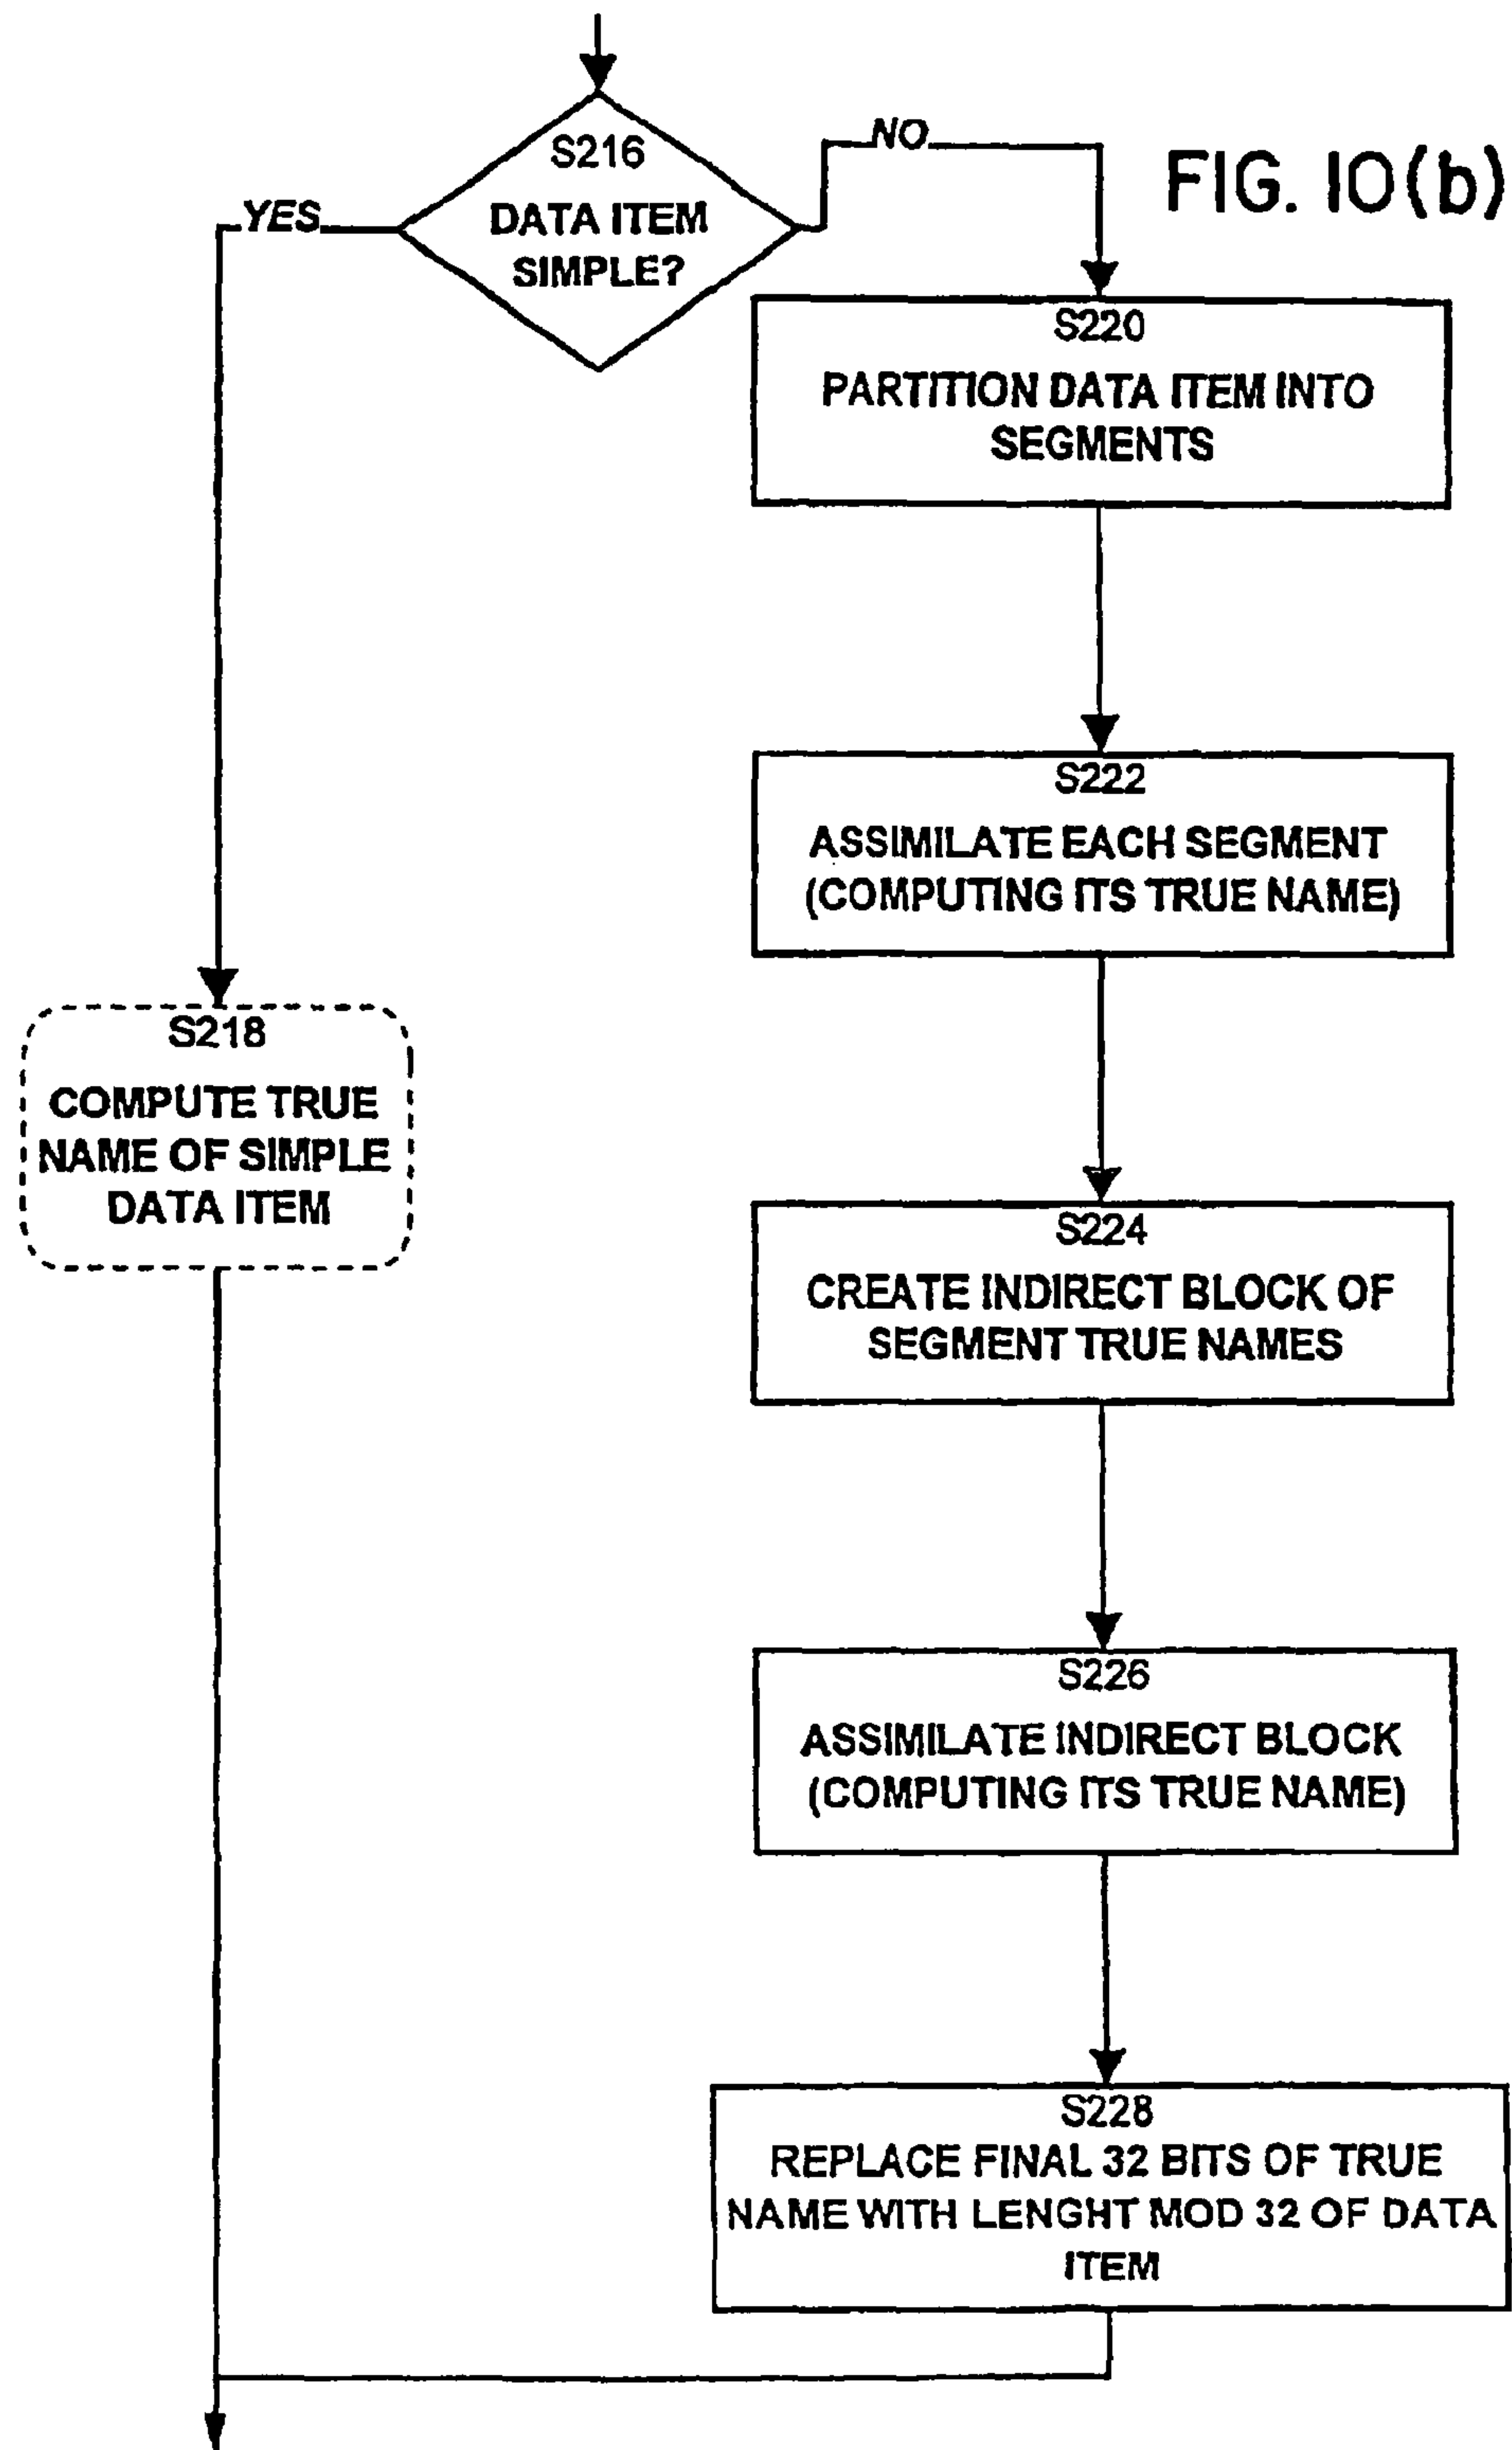 FIG. 10(b)
S216
DATA ITEM
SIMPLE?
YES
NO
S220
PARTITION DATA ITEM INTO
SEGMENTS
S222
ASSIMILATE EACH SEGMENT
(COMPUTING ITS TRUE NAME)
S218
COMPUTE TRUE
NAME OF SIMPLE
DATA ITEM
S224
CREATE INDIRECT BLOCK OF
SEGMENT TRUE NAMES
S226
ASSIMILATE INDIRECT BLOCK
(COMPUTING ITS TRUE NAME)
S228
REPLACE FINAL 32 BITS OF TRUE
NAME WITH LENGHT MOD 32 OF DATA
ITEM